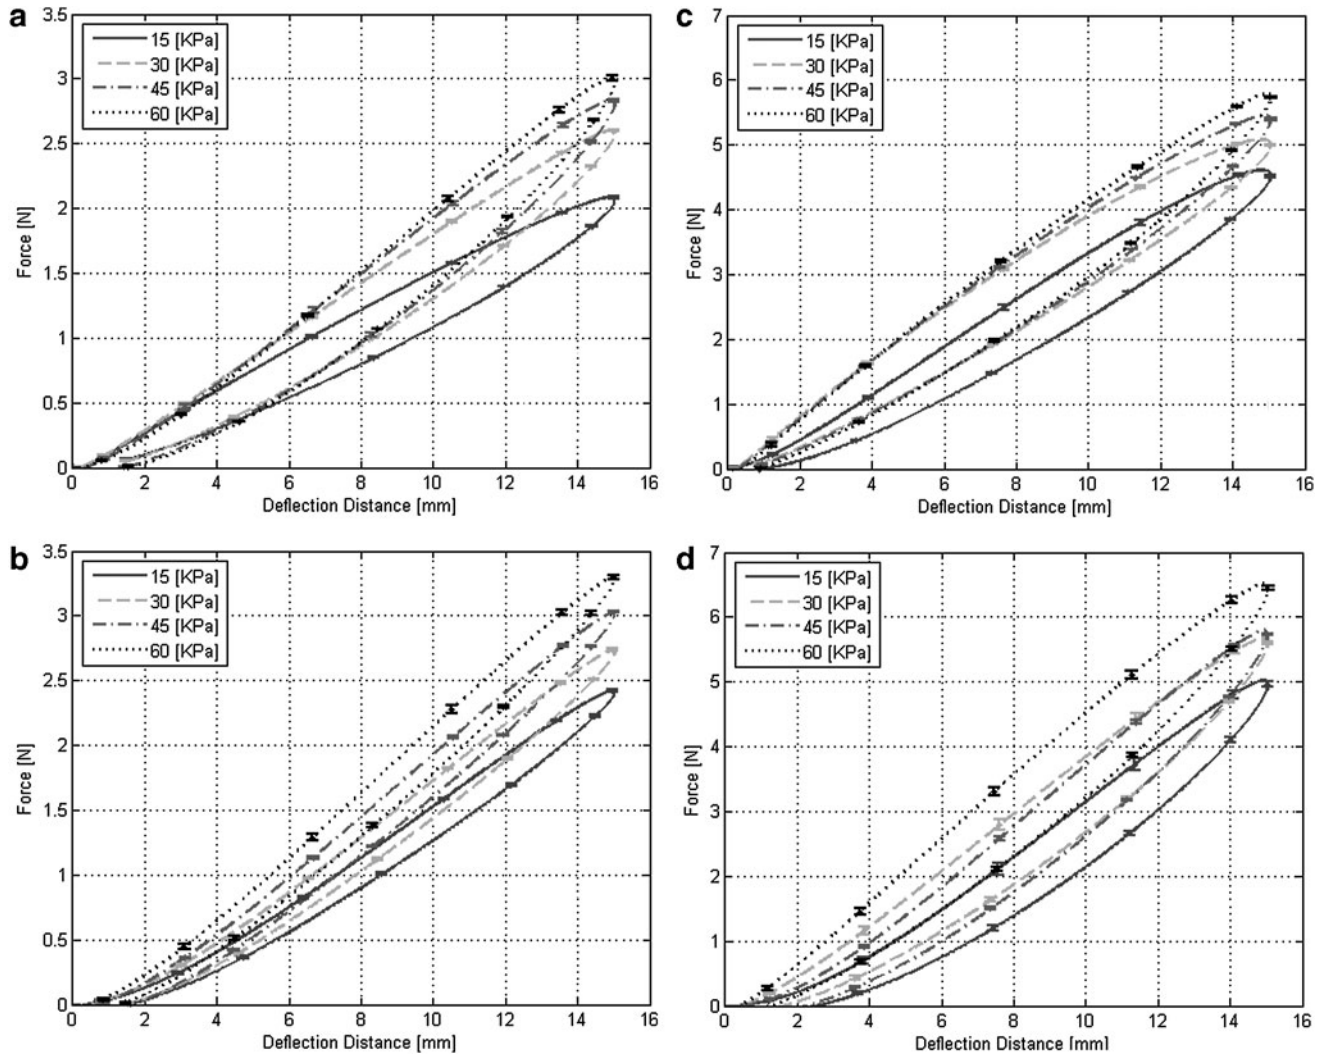 a
3.5
3
2.5
2
1.5
1
0.5
0
Force [N]
15 [KPa]
30 [KPa]
45 [KPa]
60 [KPa]
0 2 4 6 8 10 12 14 16
Deflection Distance [mm]
c
7
6
5
4
3
2
1
0
Force [N]
15 [KPa]
30 [KPa]
45 [KPa]
60 [KPa]
0 2 4 6 8 10 12 14 16
Deflection Distance [mm]
b
3.5
3
2.5
2
1.5
1
0.5
0
Force [N]
15 [KPa]
30 [KPa]
45 [KPa]
60 [KPa]
0 2 4 6 8 10 12 14 16
Deflection Distance [mm]
d
7
6
5
4
3
2
1
0
Force [N]
15 [KPa]
30 [KPa]
45 [KPa]
60 [KPa]
0 2 4 6 8 10 12 14 16
Deflection Distance [mm]